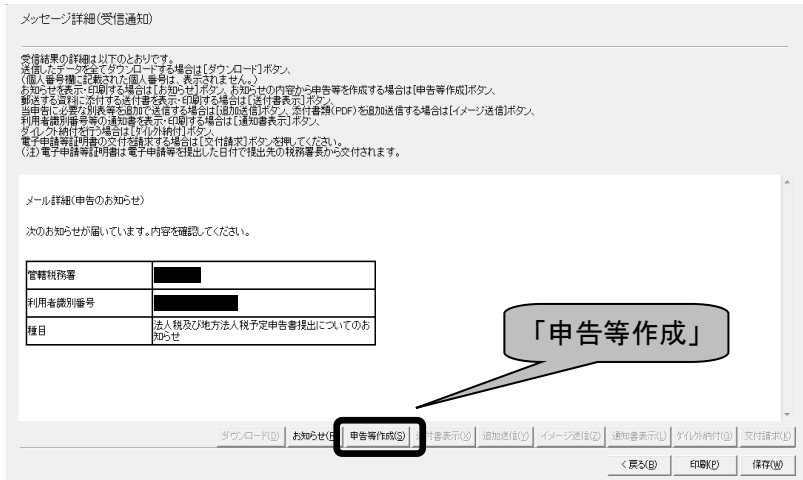 メッセージ詳細(受信通知)
受信結果の詳細は以下のとおりです。
送信したデータを全てダウンロードする場合は[ダウンロード]ボタン、
(個人番号欄に記載された個人番号は、表示されません。)
お知らせを表示・印刷する場合は[お知らせ]ボタン、お知らせの内容から申告等を作成する場合は[申告等作成]ボタン、
郵送する資料に添付する送付書を表示・印刷する場合は[送付書表示]ボタン、
当申告に必要な別表等を追加で送信する場合は[追加送信]ボタン、添付書類(PDF)を追加送信する場合は[イメージ送信]ボタン、
利用者識別番号等の通知書を表示・印刷する場合は[通知書表示]ボタン、
ダイレクト納付を行う場合は[ダイレクト納付]ボタン、
電子申請等証明書の交付を請求する場合は[交付請求]ボタンを押してください。
(注)電子申請等証明書は電子申請等を提出した日付で提出先の税務署長から交付されます。
メール詳細(申告のお知らせ)
次のお知らせが届いています。内容を確認してください。
管轄税務署
利用者識別番号
種目 法人税及び地方法人税予定申告書提出についてのお
知らせ
「申告等作成」
ダウンロード(D) お知らせ( 申告等作成(S) 付書表示(X) 追加送信(Y) イメージ送信(Z) 通知書表示(L) ダイレクト納付(G) 交付請求(K)
< 戻る(B) 印刷(P) 保存(W)